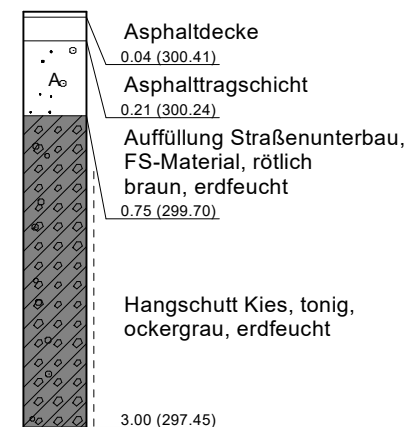 Asphaltdecke
0.04 (300.41)
A
Asphalttragschicht
0.21 (300.24)
Auffüllung Straßenunterbau,
FS-Material, rötlich
braun, erdfeucht
0.75 (299.70)
Hangschutt Kies, tonig,
ockergrau, erdfeucht
3.00 (297.45)